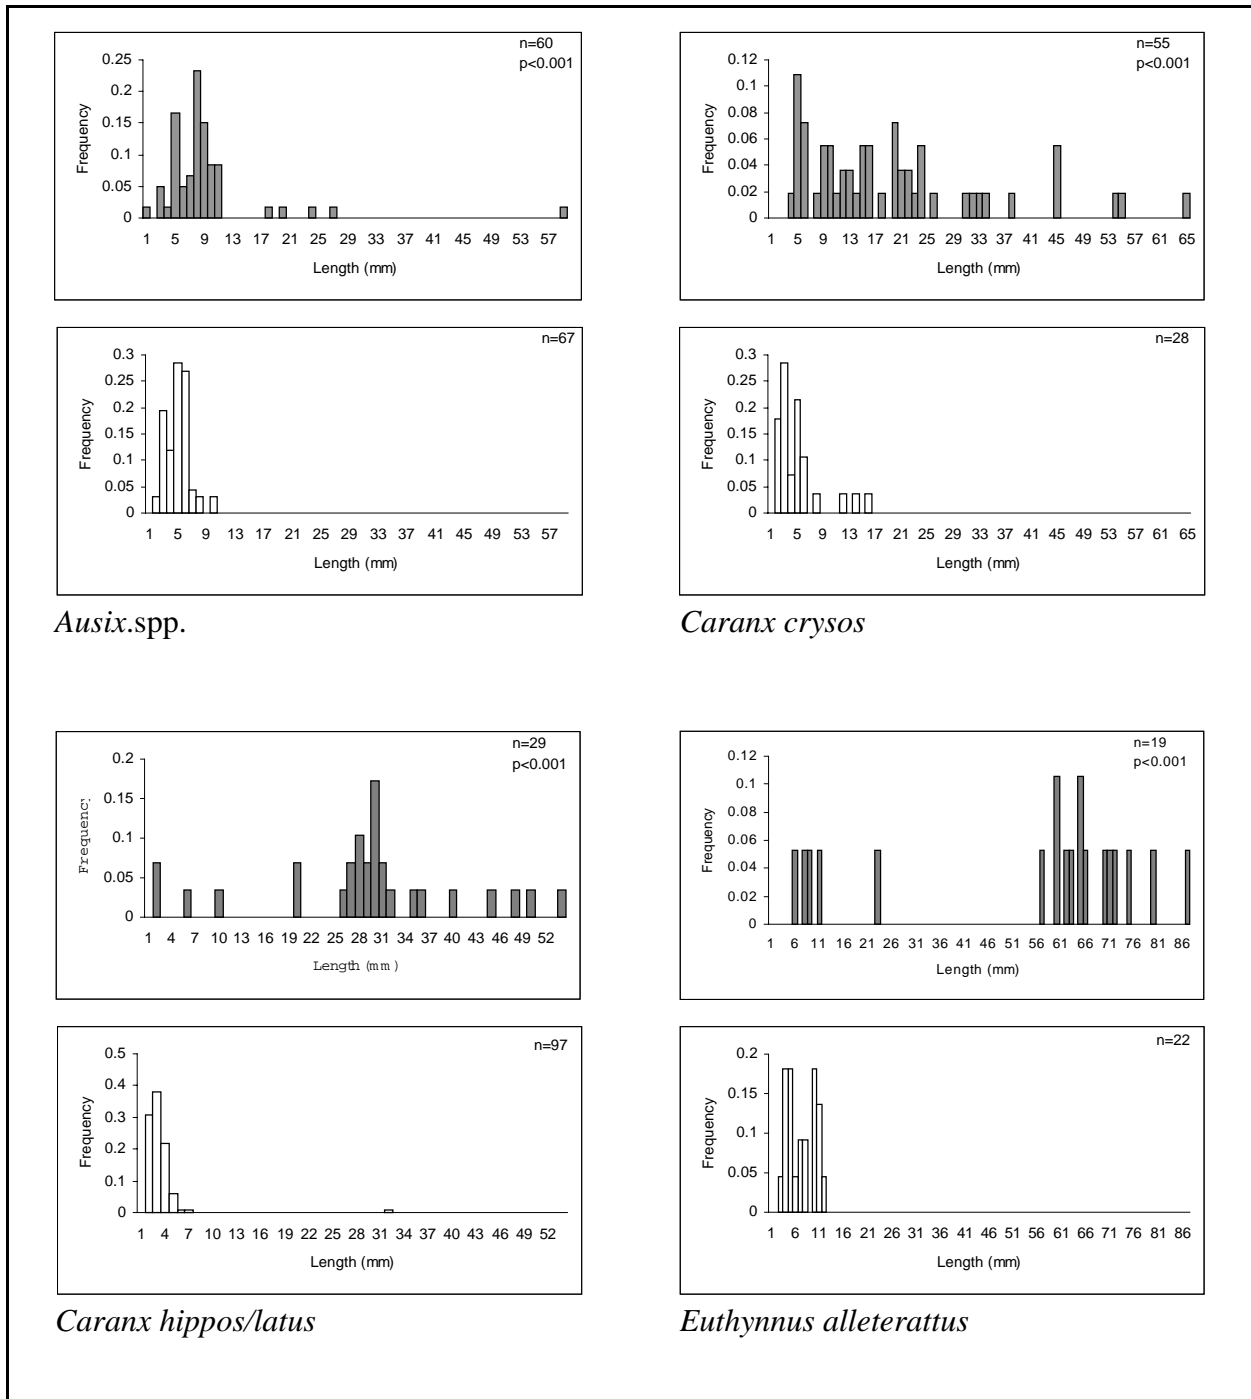 n=60
p<0.001
0.25
0.2
0.15
0.1
0.05
0
Frequency
1 5 9 13 17 21 25 29 33 37 41 45 49 53 57
Length (mm)
n=55
p<0.001
0.12
0.1
0.08
0.06
0.04
0.02
0
Frequency
1 5 9 13 17 21 25 29 33 37 41 45 49 53 57 61 65
Length (mm)
n=67
0.3
0.25
0.2
0.15
0.1
0.05
0
Frequency
1 5 9 13 17 21 25 29 33 37 41 45 49 53 57
Length (mm)
n=28
0.3
0.25
0.2
0.15
0.1
0.05
0
Frequency
1 5 9 13 17 21 25 29 33 37 41 45 49 53 57 61 65
Length (mm)
Ausix.spp.
Caranx crysos
n=29
p<0.001
0.2
0.15
0.1
0.05
0
Frequency
1 4 7 10 13 16 19 22 25 28 31 34 37 40 43 46 49 52
Length (mm)
n=19
p<0.001
0.12
0.1
0.08
0.06
0.04
0.02
0
Frequency
1 6 11 16 21 26 31 36 41 46 51 56 61 66 71 76 81 86
Length (mm)
n=97
0.5
0.4
0.3
0.2
0.1
0
Frequency
1 4 7 10 13 16 19 22 25 28 31 34 37 40 43 46 49 52
Length (mm)
n=22
0.2
0.15
0.1
0.05
0
Frequency
1 6 11 16 21 26 31 36 41 46 51 56 61 66 71 76 81 86
Length (mm)
Caranx hippos/latus
Euthynnus alleterattus